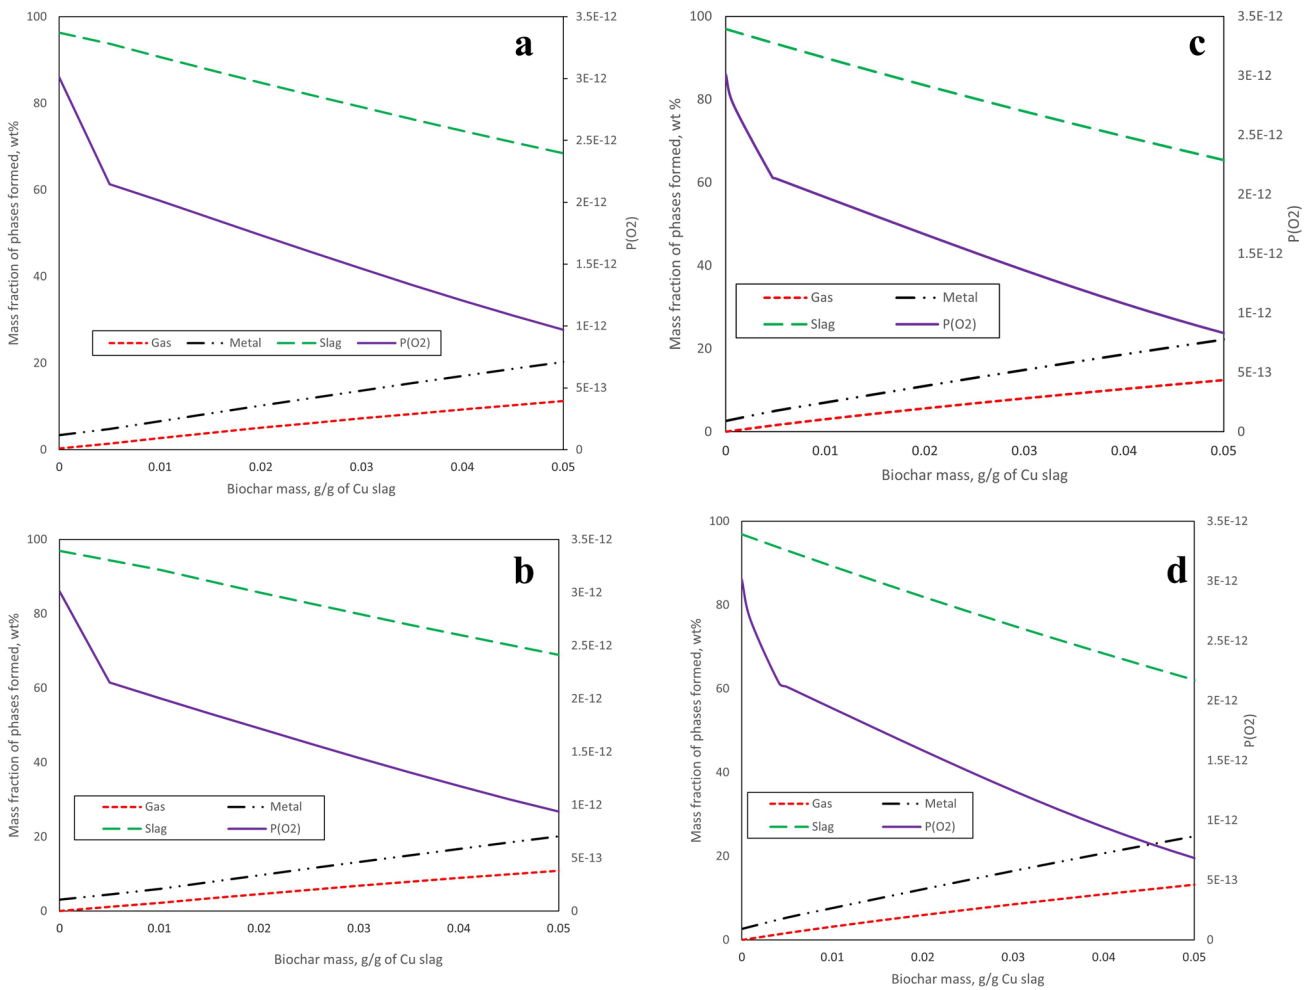 a
100
80
60
40
20
0
Mass fraction of phases formed, wt%
3.5E-12
3E-12
2.5E-12
2E-12
1.5E-12
1E-12
5E-13
0
P(O2)
Gas Metal Slag P(O2)
0 0.01 0.02 0.03 0.04 0.05
Biochar mass, g/g of Cu slag
c
100
80
60
40
20
0
Mass fraction of phases formed, wt %
3.5E-12
3E-12
2.5E-12
2E-12
1.5E-12
1E-12
5E-13
0
P(O2)
Gas Metal
Slag P(O2)
0 0.01 0.02 0.03 0.04 0.05
Biochar mass, g/g of Cu slag
b
100
80
60
40
20
0
Mass fraction of phases formed, wt%
3.5E-12
3E-12
2.5E-12
2E-12
1.5E-12
1E-12
5E-13
0
Gas Metal
Slag P(O2)
0 0.01 0.02 0.03 0.04 0.05
Biochar mass, g/g of Cu slag
d
100
80
60
40
20
0
Mass fraction of phases formed, wt%
3.5E-12
3E-12
2.5E-12
2E-12
1.5E-12
1E-12
5E-13
0
P(O2)
Gas Metal
Slag P(O2)
0 0.01 0.02 0.03 0.04 0.05
Biochar mass, g/g Cu slag